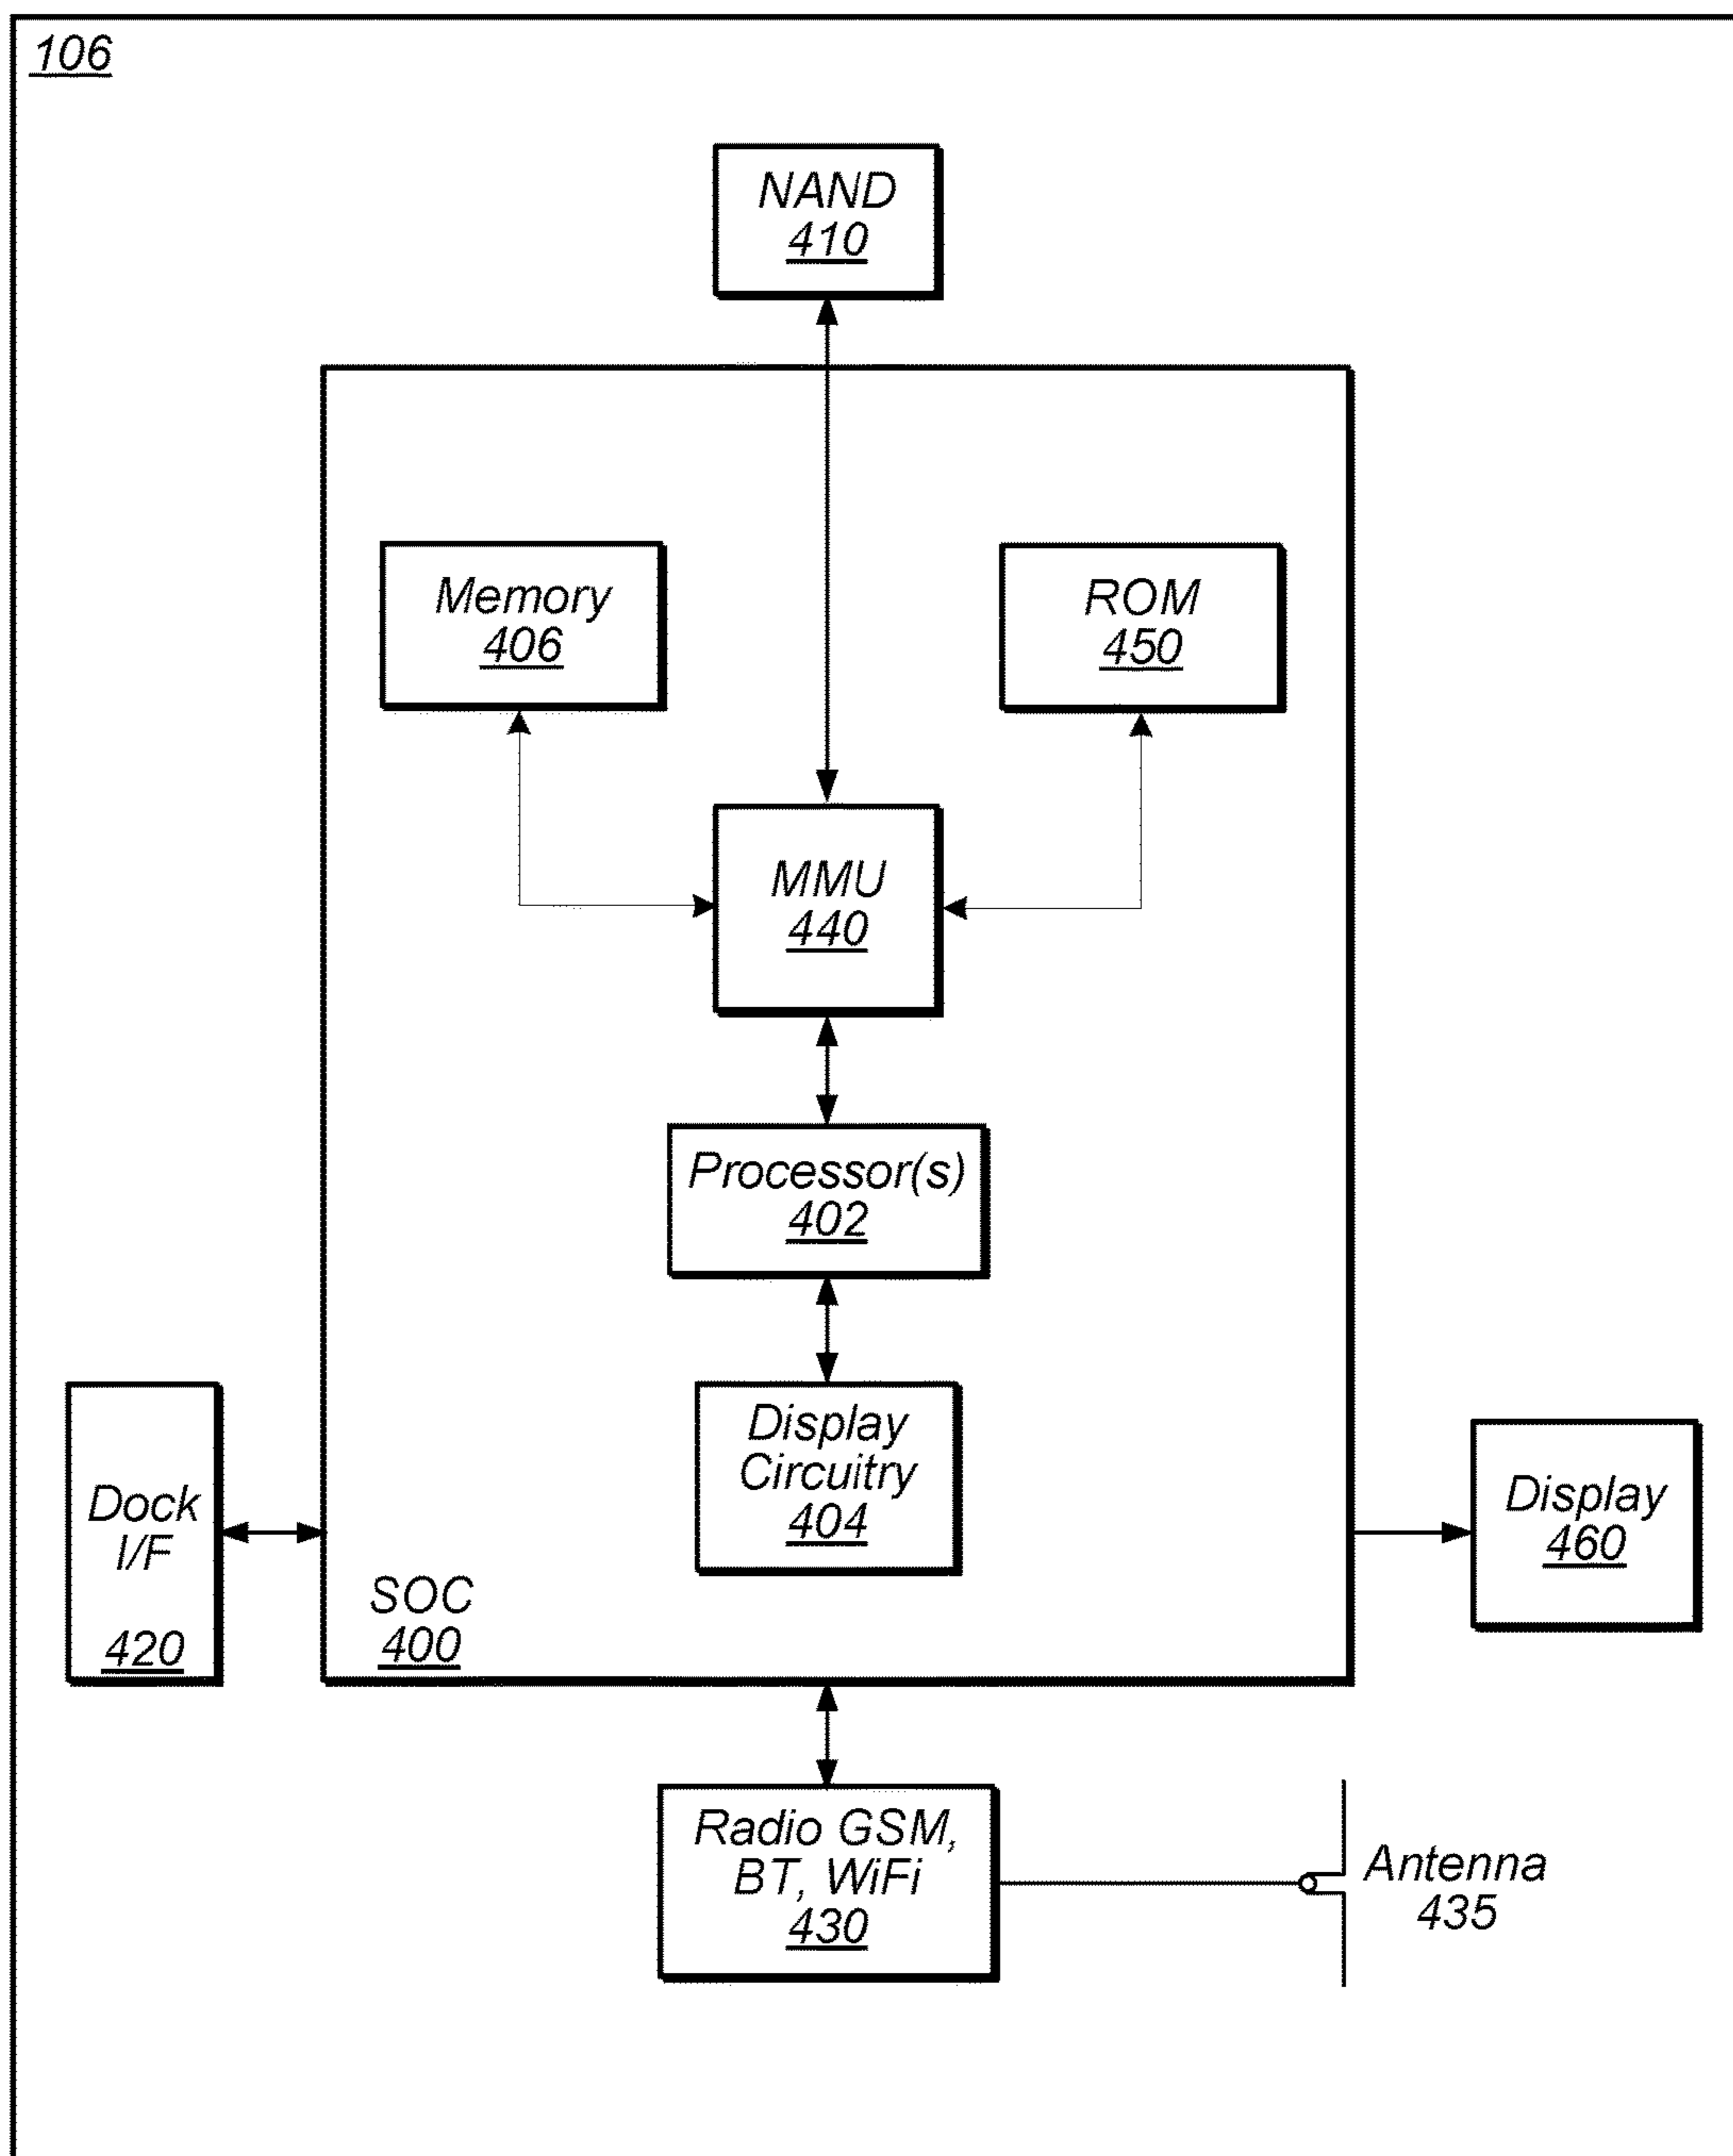 106
NAND
410
Memory
406
ROM
450
MMU
440
Processor(s)
402
Display
Circuitry
404
Dock
I/F
420
SOC
400
Display
460
Radio GSM,
BT, WiFi
430
Antenna
435